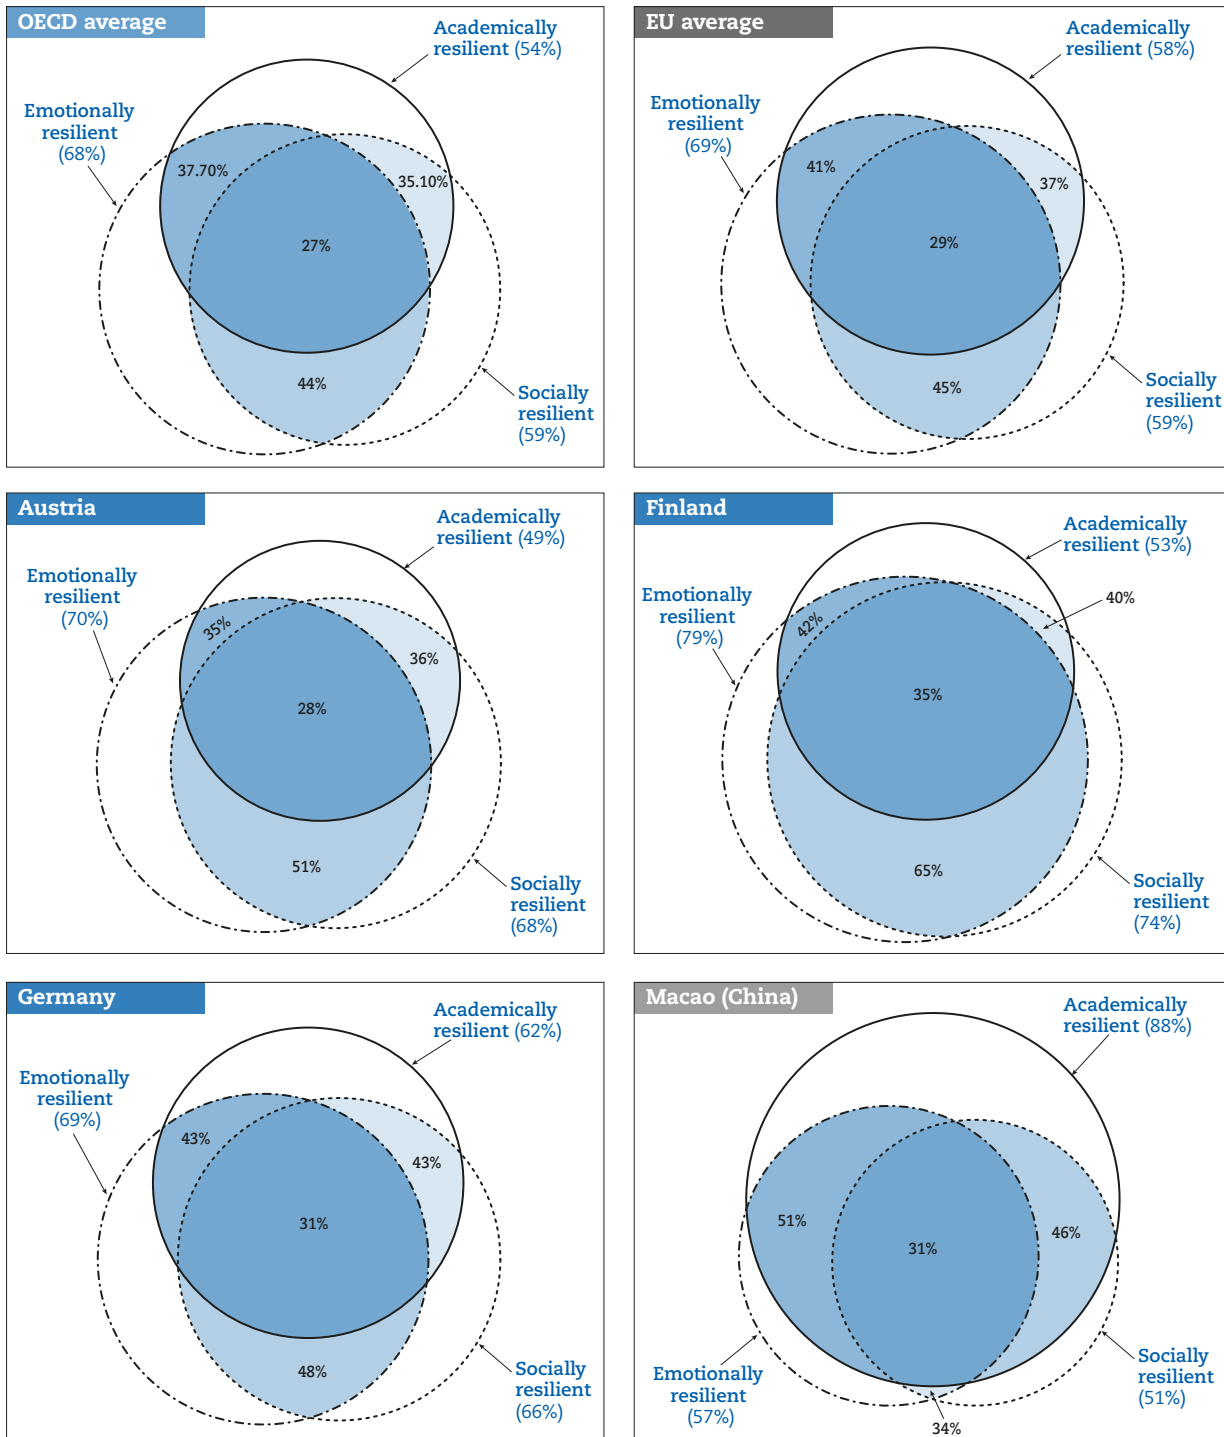 OECD average
Academically
resilient (54%)
Emotionally
resilient
(68%)
37.70%
35.10%
27%
44%
Socially
resilient
(59%)
EU average
Academically
resilient (58%)
Emotionally
resilient
(69%)
41%
37%
29%
45%
Socially
resilient
(59%)
Austria
Academically
resilient (49%)
Emotionally
resilient
(70%)
35%
36%
28%
51%
Socially
resilient
(68%)
Finland
Academically
resilient (53%)
Emotionally
resilient
(79%)
42%
40%
35%
65%
Socially
resilient
(74%)
Germany
Academically
resilient (62%)
Emotionally
resilient
(69%)
43%
43%
31%
48%
Socially
resilient
(66%)
Macao (China)
Academically
resilient (88%)
51%
46%
31%
Emotionally
resilient
(57%)
34%
Socially
resilient
(51%)